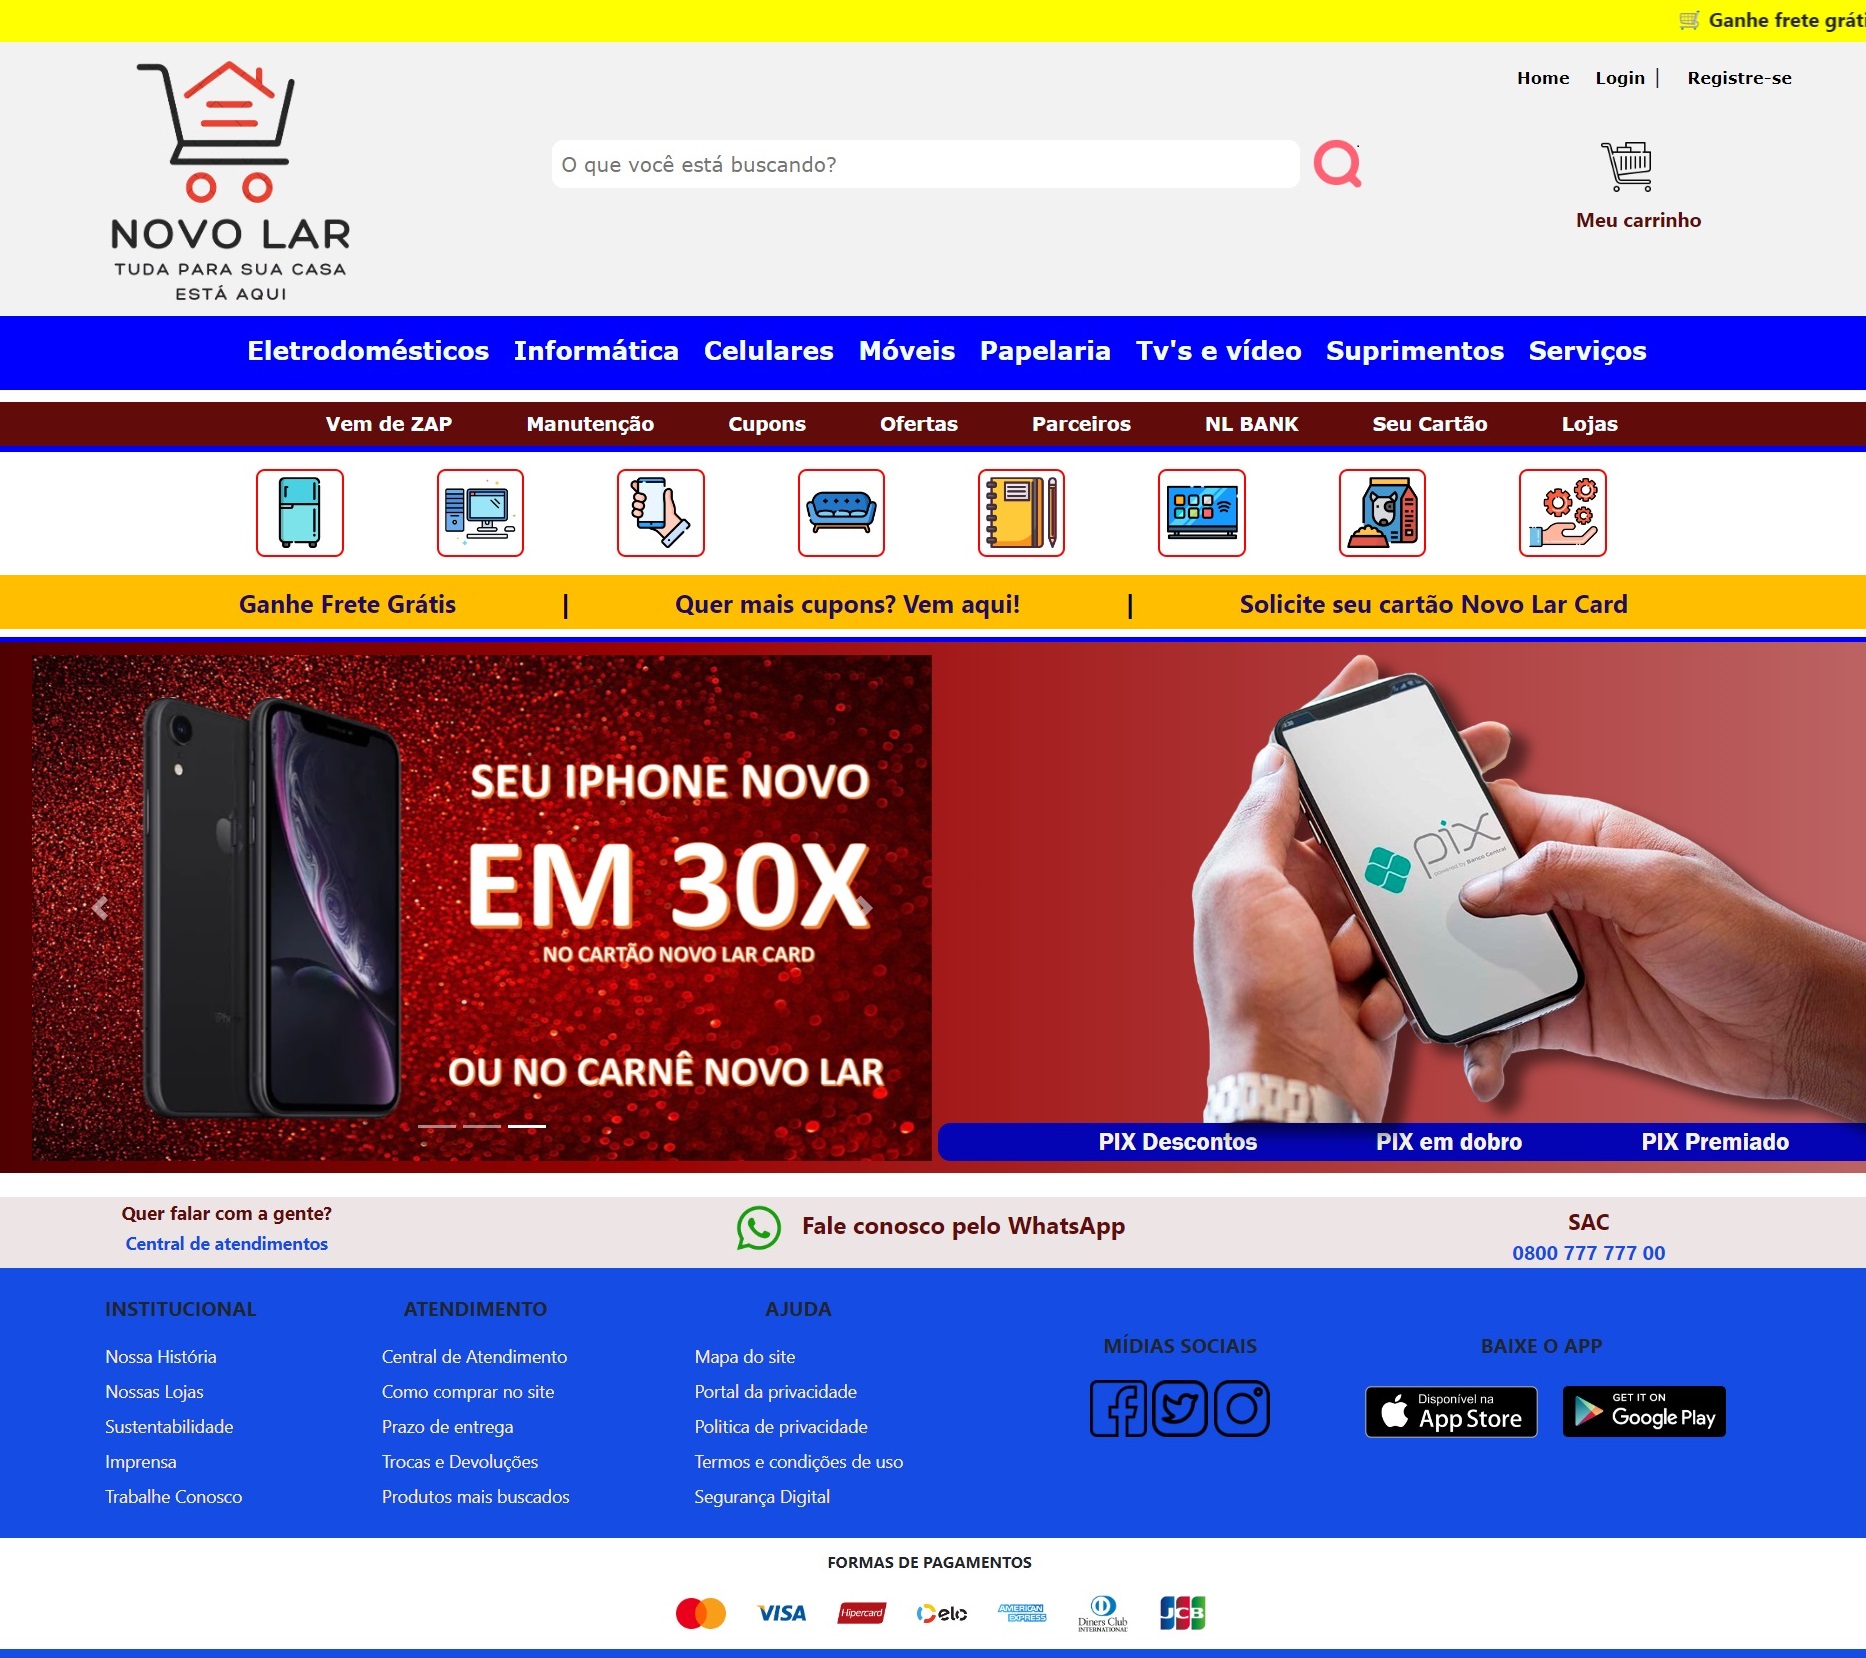 🛒 Ganhe frete gráti
Home Login | Registre-se
O que você está buscando?
Meu carrinho
NOVO LAR
TUDA PARA SUA CASA
ESTÁ AQUI
Eletrodomésticos Informática Celulares Móveis Papelaria Tv's e vídeo Suprimentos Serviços
Vem de ZAP Manutenção Cupons Ofertas Parceiros NL BANK Seu Cartão Lojas
Ganhe Frete Grátis | Quer mais cupons? Vem aqui! | Solicite seu cartão Novo Lar Card
SEU IPHONE NOVO
EM 30X
NO CARTÃO NOVO LAR CARD
OU NO CARNÊ NOVO LAR
pix
powered by Banco Central
PIX Descontos PIX em dobro PIX Premiado
Quer falar com a gente?
Central de atendimentos
Fale conosco pelo WhatsApp
SAC
0800 777 777 00
INSTITUCIONAL
Nossa História
Nossas Lojas
Sustentabilidade
Imprensa
Trabalhe Conosco
ATENDIMENTO
Central de Atendimento
Como comprar no site
Prazo de entrega
Trocas e Devoluções
Produtos mais buscados
AJUDA
Mapa do site
Portal da privacidade
Politica de privacidade
Termos e condições de uso
Segurança Digital
MÍDIAS SOCIAIS
BAIXE O APP
Disponível na
App Store
GET IT ON
Google Play
FORMAS DE PAGAMENTOS
VISA
Hipercard
elo
AMERICAN
EXPRESS
Diners Club
INTERNATIONAL
JCB